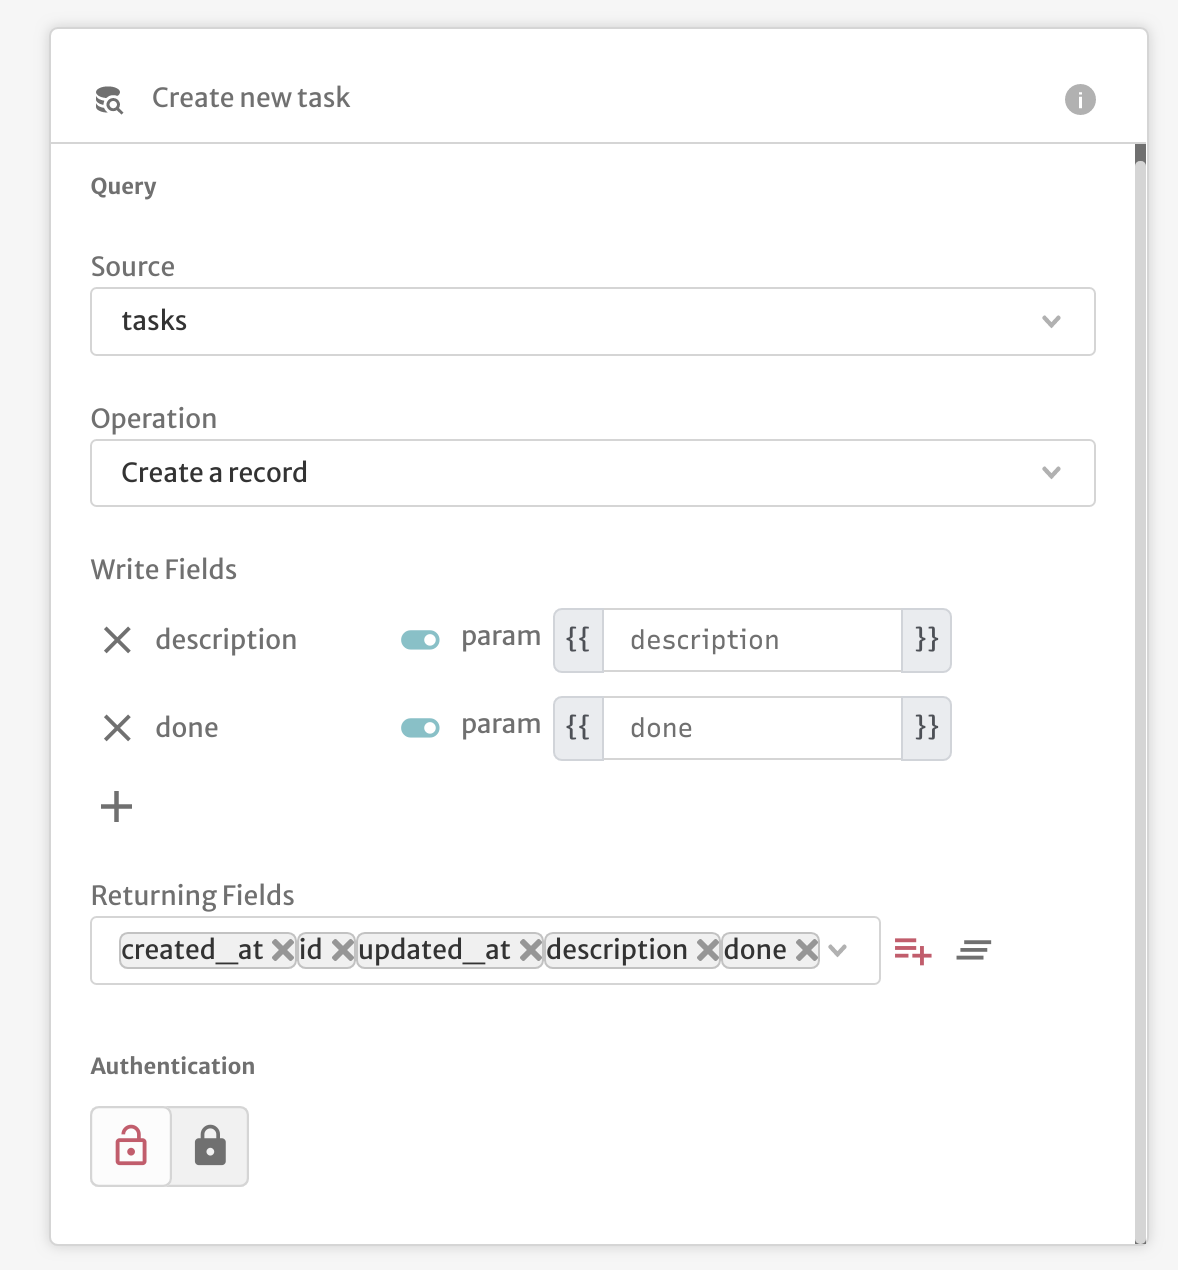 Create new task
i
Query
Source
tasks
Operation
Create a record
Write Fields
description param {{ description }}
done param {{ done }}
Returning Fields
created_at id updated_at description done
Authentication